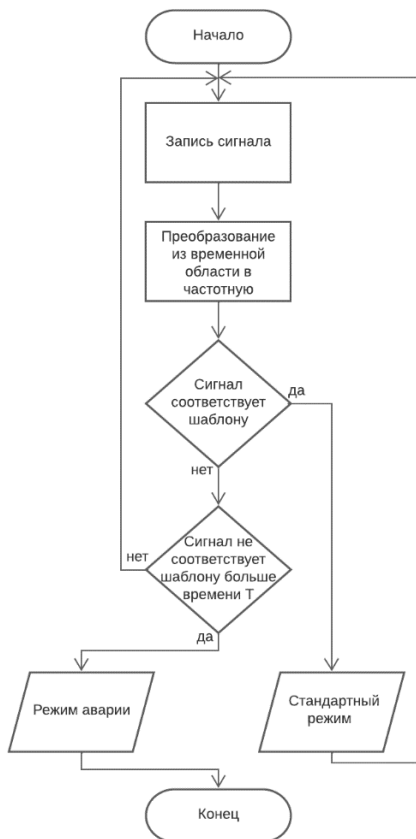 Начало
Запись сигнала
Преобразование
из временной
области в
частотную
Сигнал
соответствует
шаблону
да
нет
Сигнал не
соответствует
шаблону больше
времени Т
нет
да
Режим аварии
Стандартный
режим
Конец